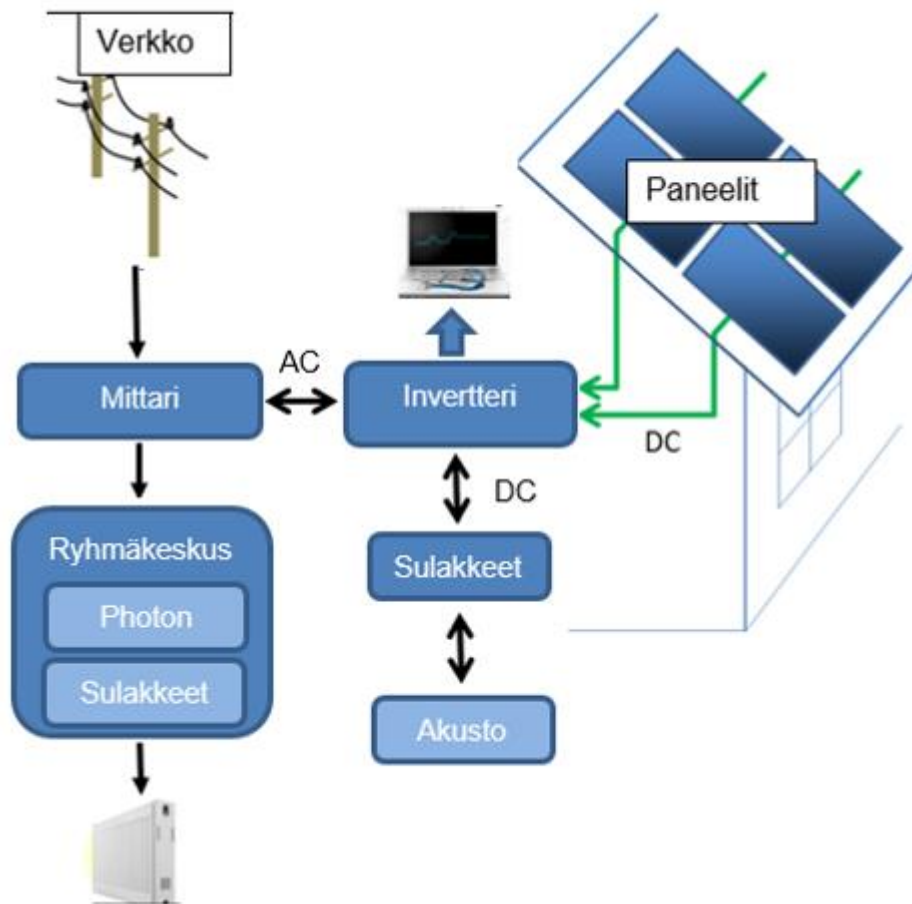 Verkko
Paneelit
AC
Mittari
Invertteri
DC
DC
Ryhmäkeskus
Sulakkeet
Photon
Sulakkeet
Akusto